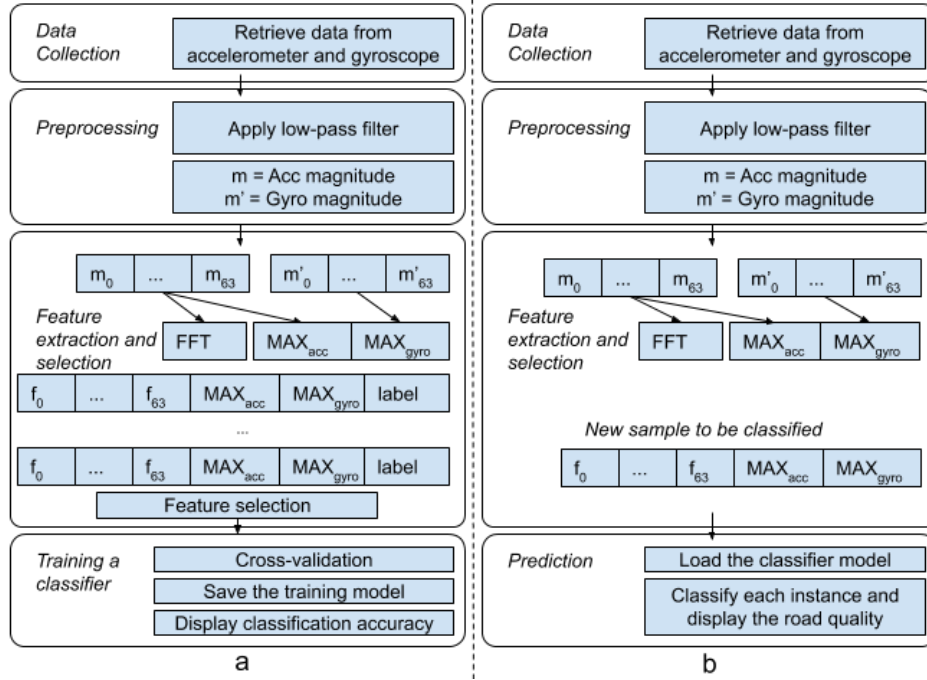 Data
Collection
Retrieve data from
accelerometer and gyroscope
Preprocessing
Apply low-pass filter
m = Acc magnitude
m' = Gyro magnitude
m0 ... m63 m'0 ... m'63
Feature
extraction and
selection
FFT MAXacc MAXgyro
f0 ... f63 MAXacc MAXgyro label
...
f0 ... f63 MAXacc MAXgyro label
Feature selection
Training a
classifier
Cross-validation
Save the training model
Display classification accuracy
a
Data
Collection
Retrieve data from
accelerometer and gyroscope
Preprocessing
Apply low-pass filter
m = Acc magnitude
m' = Gyro magnitude
m0 ... m63 m'0 ... m'63
Feature
extraction and
selection
FFT MAXacc MAXgyro
New sample to be classified
f0 ... f63 MAXacc MAXgyro
Prediction
Load the classifier model
Classify each instance and
display the road quality
b